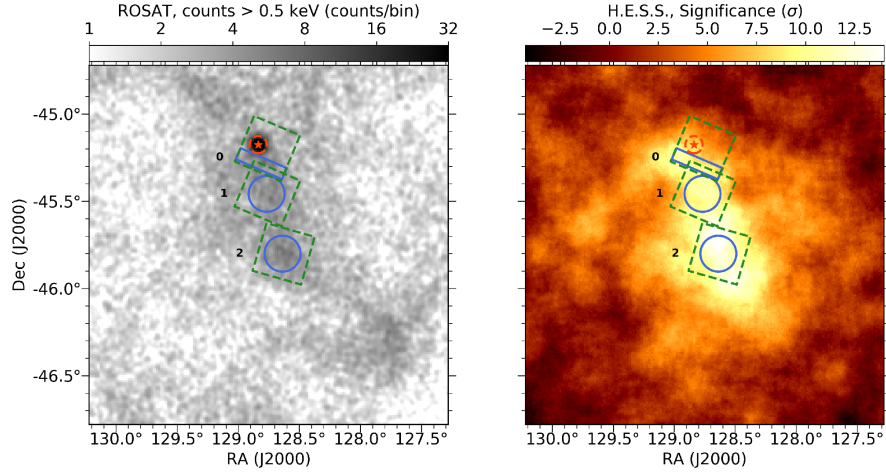 ROSAT, counts > 0.5 keV (counts/bin)
1 2 4 8 16 32
-45.0°
-45.5°
-46.0°
-46.5°
Dec (J2000)
0
1
2
130.0° 129.5° 129.0° 128.5° 128.0° 127.5°
RA (J2000)
H.E.S.S., Significance (σ)
−2.5 0.0 2.5 5.0 7.5 10.0 12.5
0
1
2
130.0° 129.5° 129.0° 128.5° 128.0° 127.5°
RA (J2000)